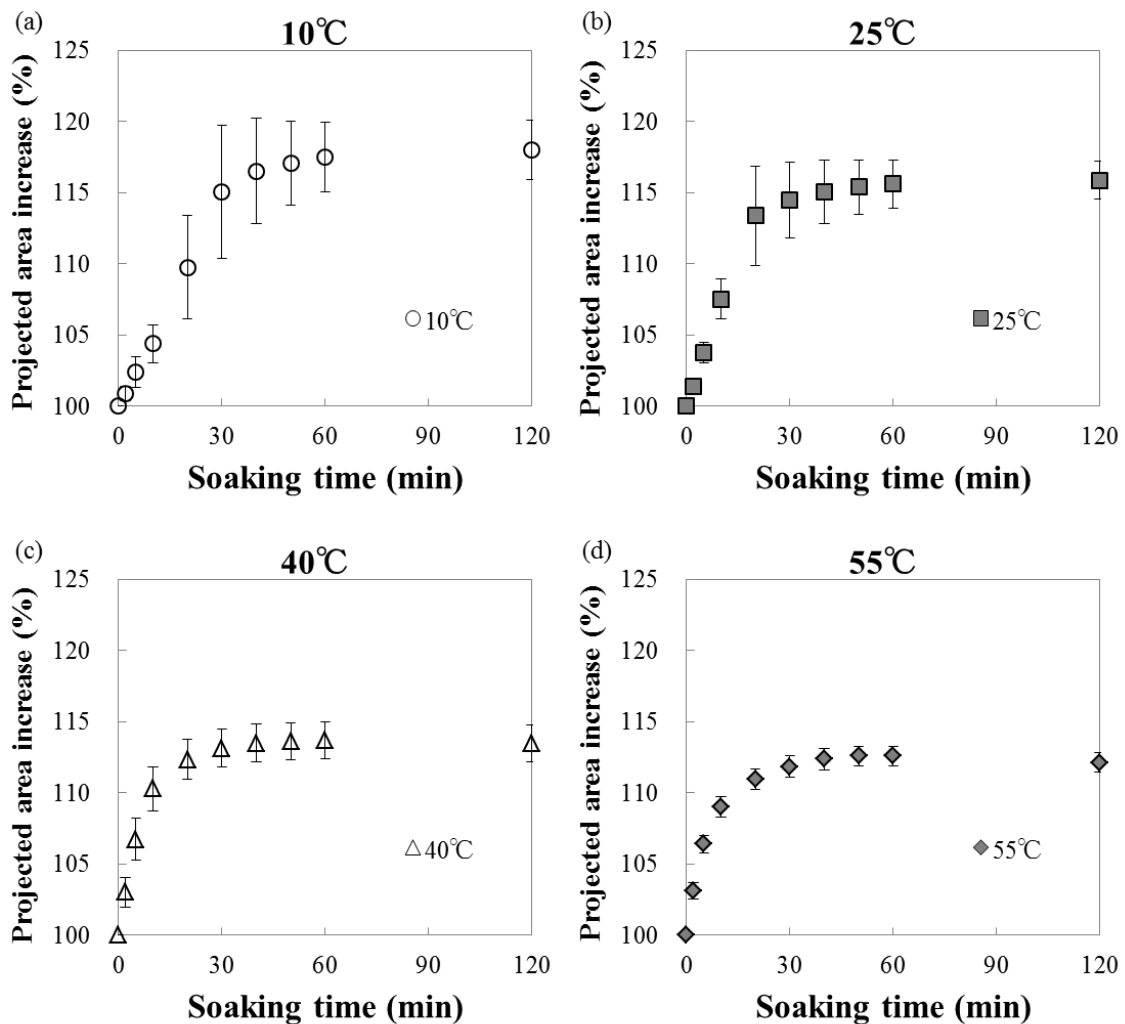 (a)
10℃
Projected area increase (%)
125
120
115
110
105
100
10℃
0 30 60 90 120
Soaking time (min)
(b)
25℃
Projected area increase (%)
125
120
115
110
105
100
25℃
0 30 60 90 120
Soaking time (min)
(c)
40℃
Projected area increase (%)
125
120
115
110
105
100
40℃
0 30 60 90 120
Soaking time (min)
(d)
55℃
Projected area increase (%)
125
120
115
110
105
100
55℃
0 30 60 90 120
Soaking time (min)